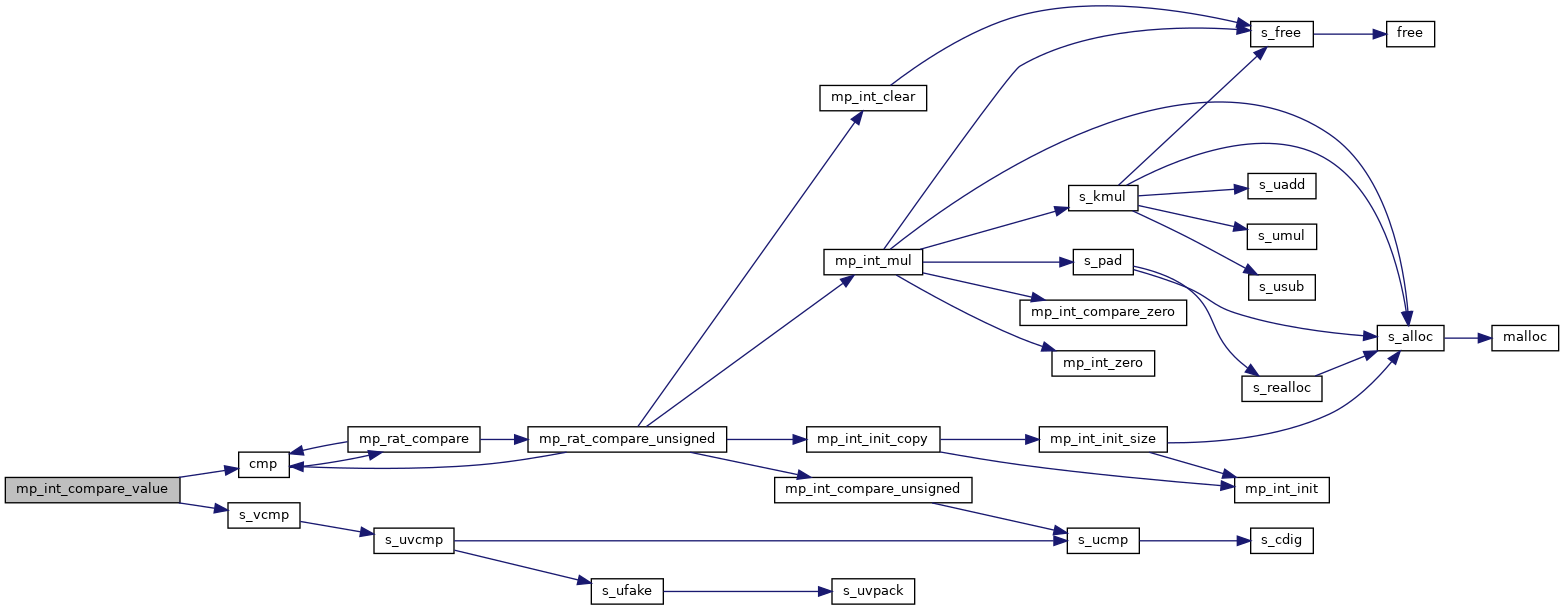 s_free
free
mp_int_clear
s_kmul
s_uadd
s_umul
mp_int_mul
s_pad
s_usub
mp_int_compare_zero
s_alloc
malloc
mp_int_zero
s_realloc
mp_rat_compare
mp_rat_compare_unsigned
mp_int_init_copy
mp_int_init_size
cmp
mp_int_compare_value
mp_int_compare_unsigned
mp_int_init
s_vcmp
s_uvcmp
s_ucmp
s_cdig
s_ufake
s_uvpack